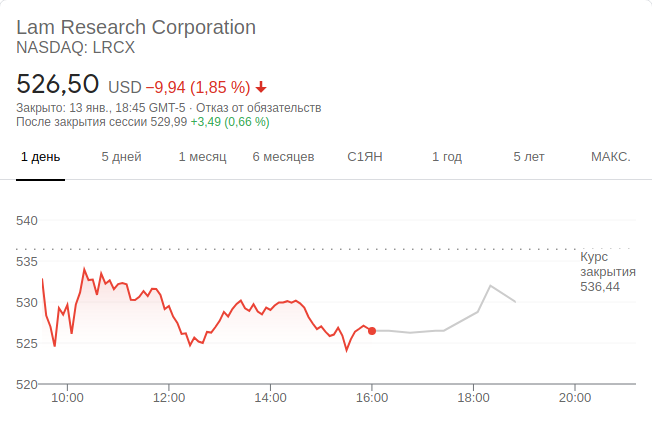 Lam Research Corporation
NASDAQ: LRCX
526,50 USD −9,94 (1,85 %)
Закрыто: 13 янв., 18:45 GMT-5 · Отказ от обязательств
После закрытия сессии 529,99 +3,49 (0,66 %)
1 день 5 дней 1 месяц 6 месяцев С1ЯН 1 год 5 лет МАКС.
540
535
530
525
520
Курс
закрытия
536,44
10:00 12:00 14:00 16:00 18:00 20:00